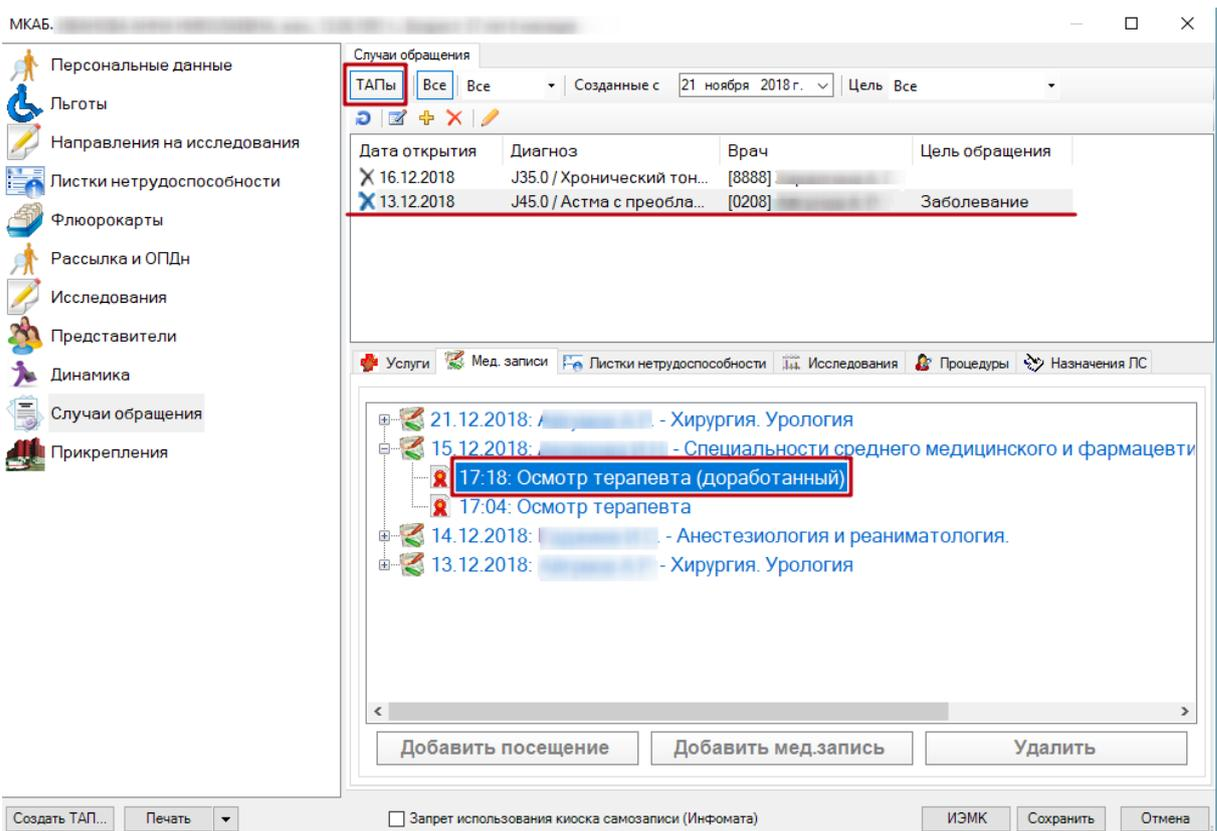 МКАБ.
Персональные данные
Льготы
Направления на исследования
Листки нетрудоспособности
Флюорокарты
Рассылка и ОПДн
Исследования
Представители
Динамика
Случаи обращения
Прикрепления
Случаи обращения
ТАПы Все Все Созданные с 21 ноября 2018 г. Цель Все
Дата открытия Диагноз Врач Цель обращения
16.12.2018 J35.0 / Хронический тон... [8888]
13.12.2018 J45.0 / Астма с преобла... [0208] Заболевание
Услуги Мед. записи Листки нетрудоспособности Исследования Процедуры Назначения ЛС
21.12.2018: - Хирургия. Урология
15.12.2018: - Специальности среднего медицинского и фармацевти
17:18: Осмотр терапевта (доработанный)
17:04: Осмотр терапевта
14.12.2018: - Анестезиология и реаниматология.
13.12.2018: - Хирургия. Урология
Добавить посещение Добавить мед.запись Удалить
Создать ТАП... Печать Запрет использования киоска самозаписи (Инфомата) ИЭМК Сохранить Отмена